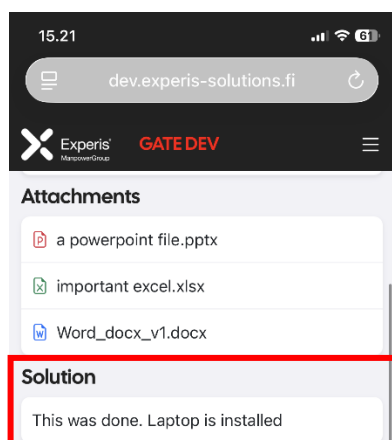 15.21
61
dev.experis-solutions.fi
Experis
ManpowerGroup
GATE DEV
Attachments
a powerpoint file.pptx
important excel.xlsx
Word_docx_v1.docx
Solution
This was done. Laptop is installed